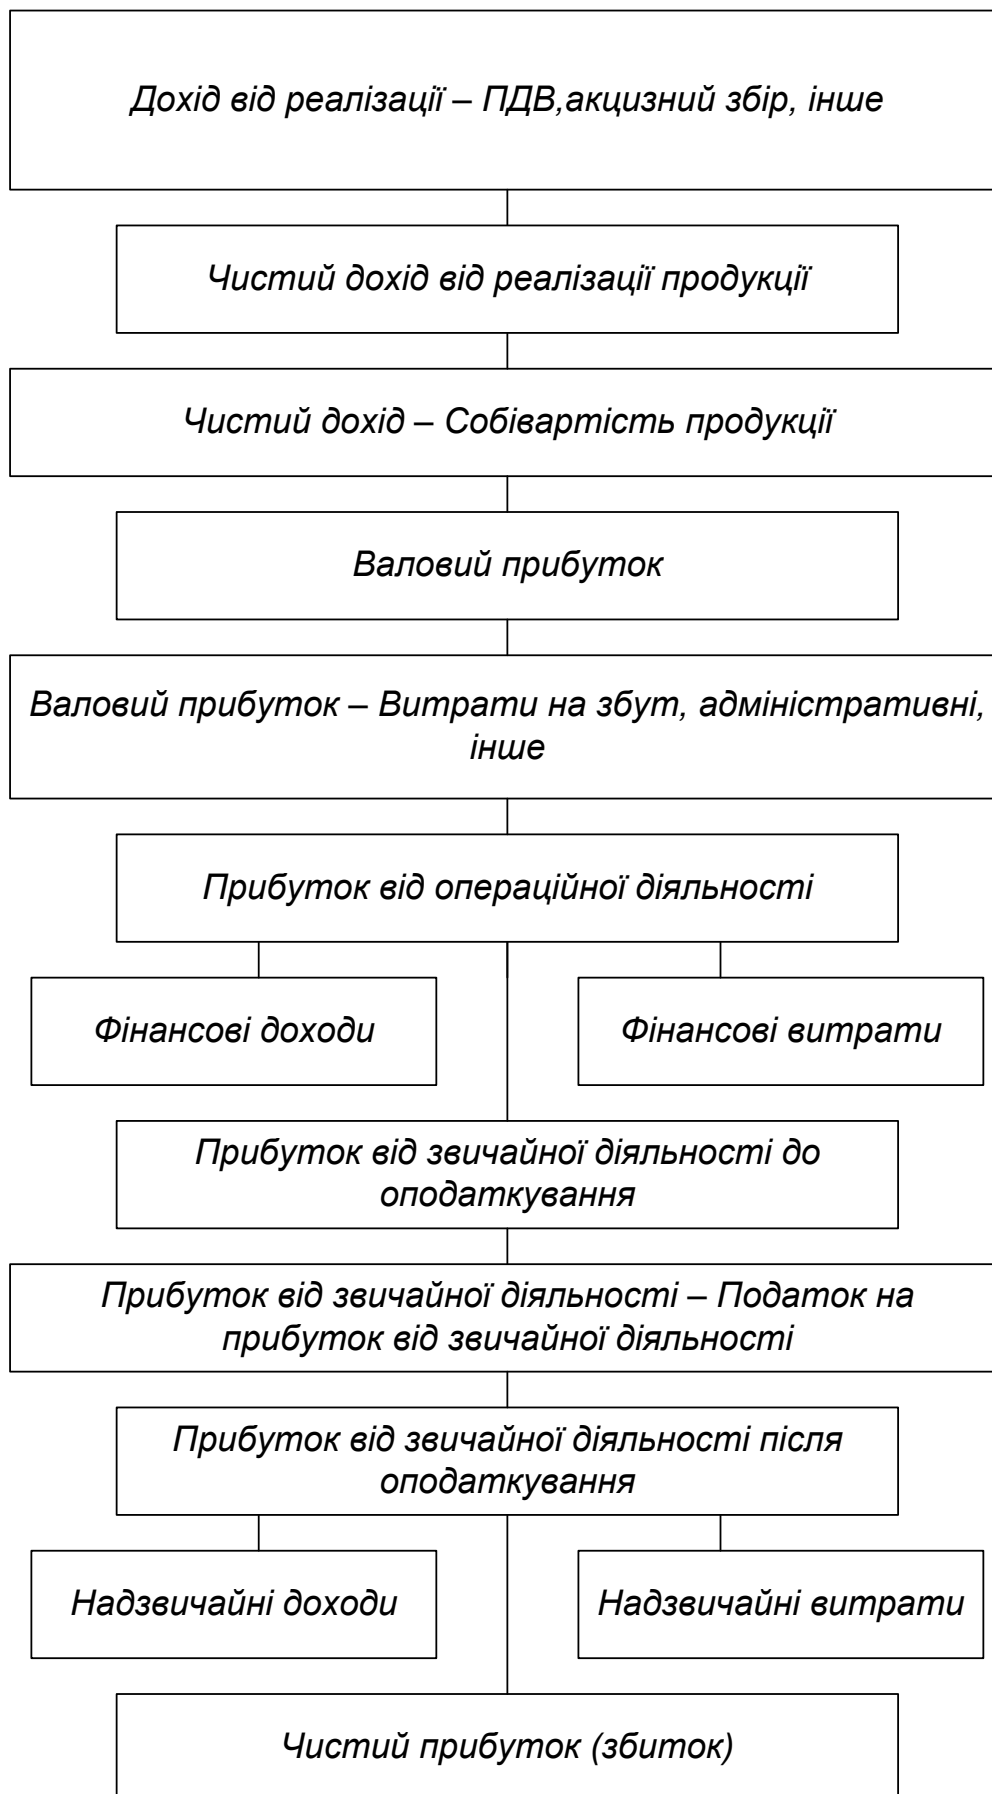 Дохід від реалізації – ПДВ,акцизний збір, інше
Чистий дохід від реалізації продукції
Чистий дохід – Собівартість продукції
Валовий прибуток
Валовий прибуток – Витрати на збут, адміністративні,
інше
Прибуток від операційної діяльності
Фінансові доходи
Фінансові витрати
Прибуток від звичайної діяльності до
оподаткування
Прибуток від звичайної діяльності – Податок на
прибуток від звичайної діяльності
Прибуток від звичайної діяльності після
оподаткування
Надзвичайні доходи
Надзвичайні витрати
Чистий прибуток (збиток)